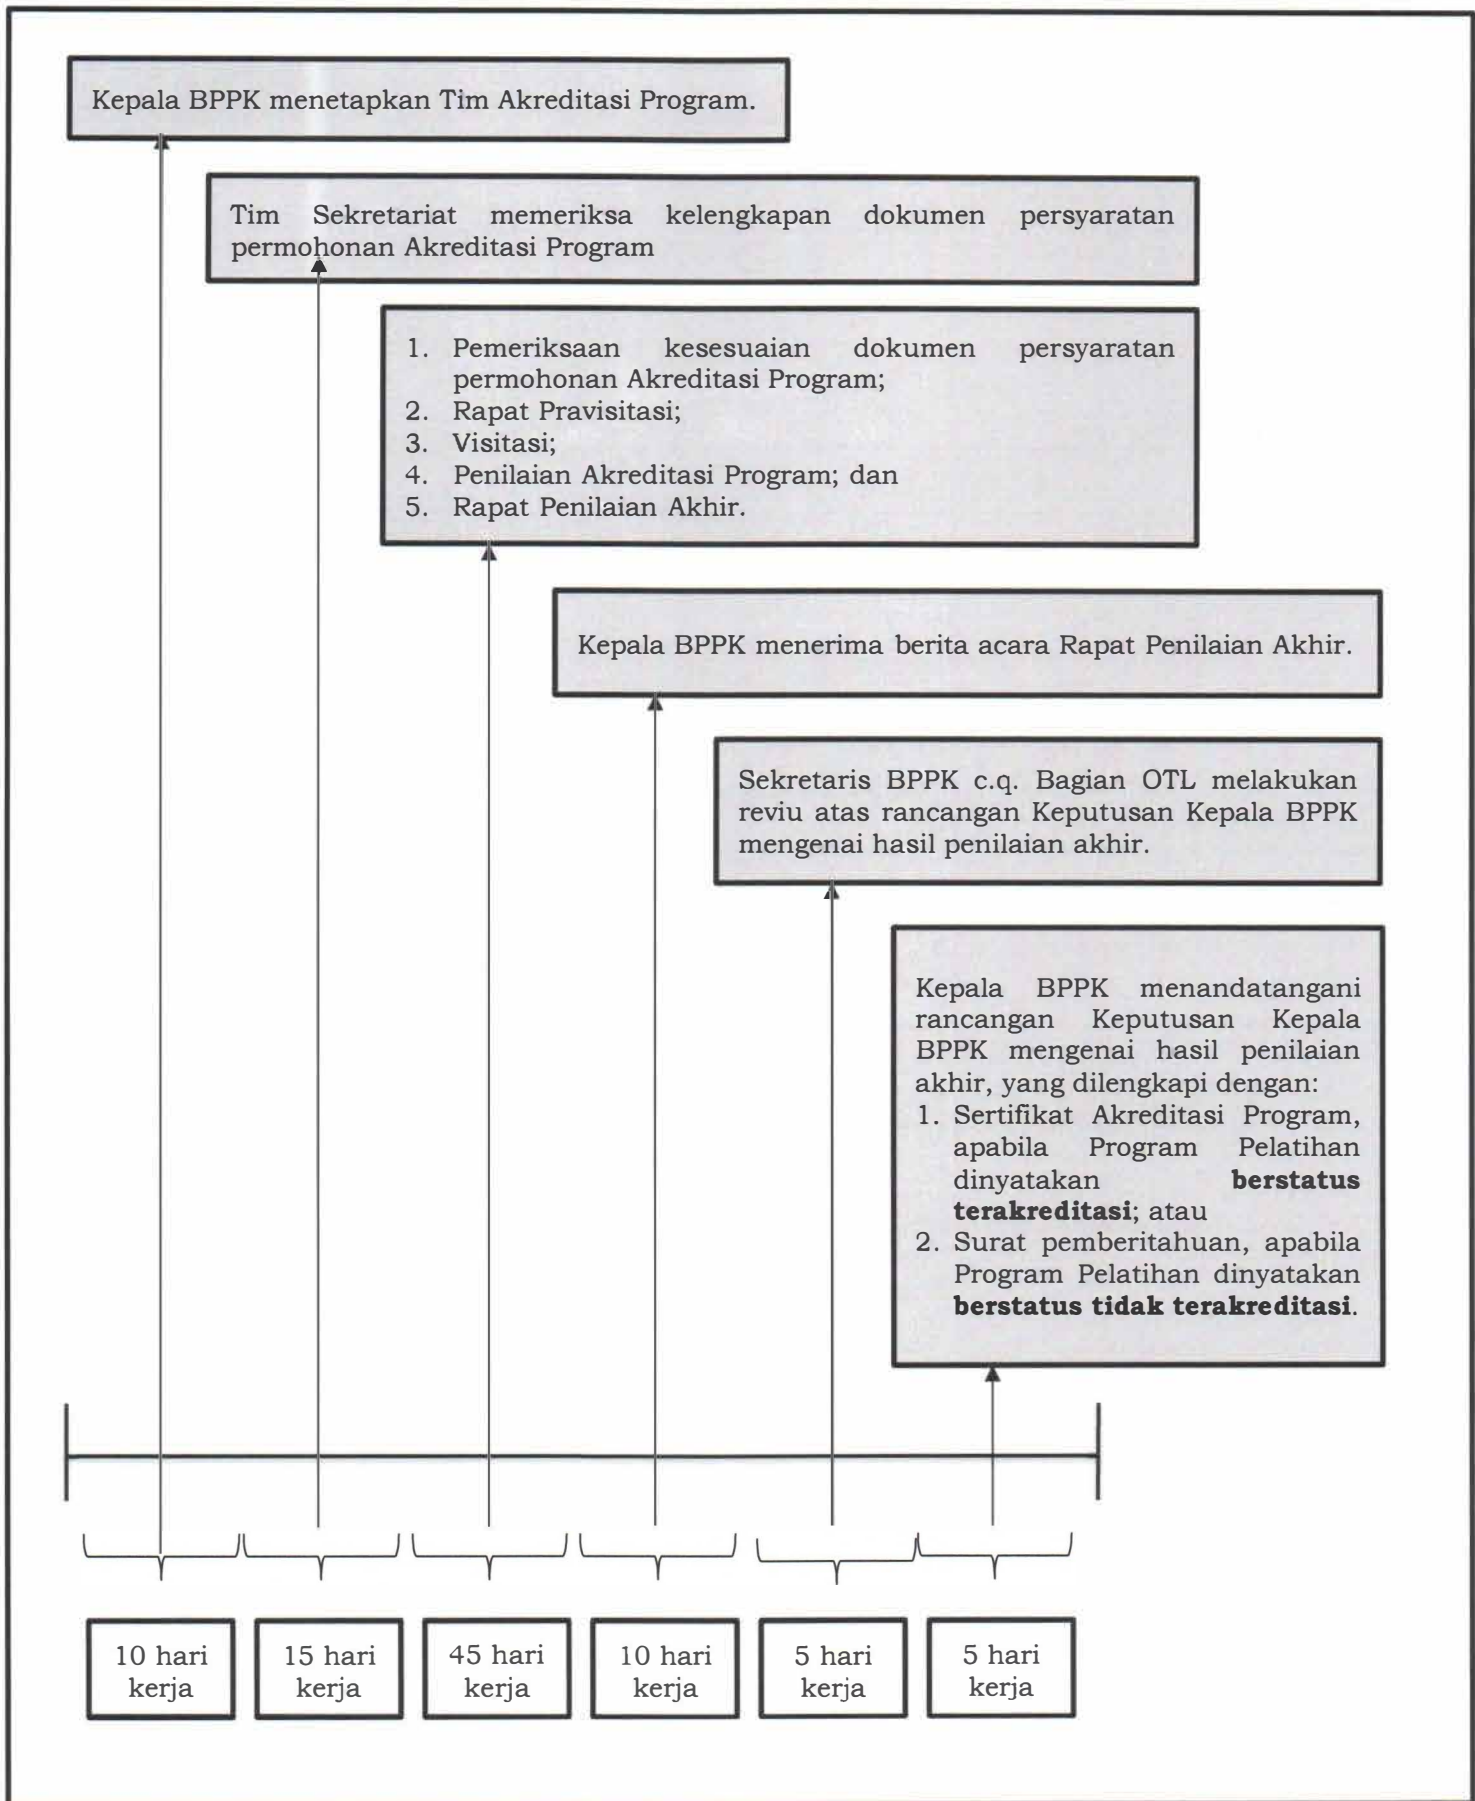 Kepala BPPK menetapkan Tim Akreditasi Program.
Tim Sekretariat memeriksa kelengkapan dokumen persyaratan
permohonan Akreditasi Program
1. Pemeriksaan kesesuaian dokumen persyaratan
permohonan Akreditasi Program;
2. Rapat Pravisitasi;
3. Visitasi;
4. Penilaian Akreditasi Program; dan
5. Rapat Penilaian Akhir.
Kepala BPPK menerima berita acara Rapat Penilaian Akhir.
Sekretaris BPPK c.q. Bagian OTL melakukan
reviu atas rancangan Keputusan Kepala BPPK
mengenai hasil penilaian akhir.
Kepala BPPK menandatangani
rancangan Keputusan Kepala
BPPK mengenai hasil penilaian
akhir, yang dilengkapi dengan:
1. Sertifikat Akreditasi Program,
apabila Program Pelatihan
dinyatakan berstatus
terakreditasi; atau
2. Surat pemberitahuan, apabila
Program Pelatihan dinyatakan
berstatus tidak terakreditasi.
10 hari
kerja
15 hari
kerja
45 hari
kerja
10 hari
kerja
5 hari
kerja
5 hari
kerja